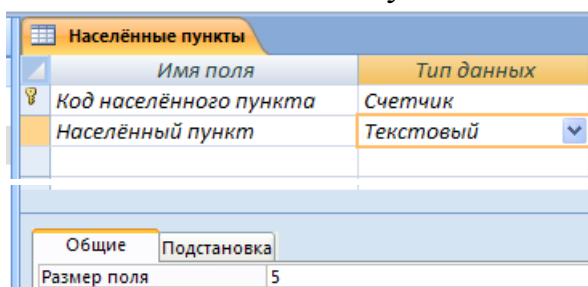 Населённые пункты
Имя поля Тип данных
Код населённого пункта Счетчик
Населённый пункт Текстовый
Общие Подстановка
Размер поля 5